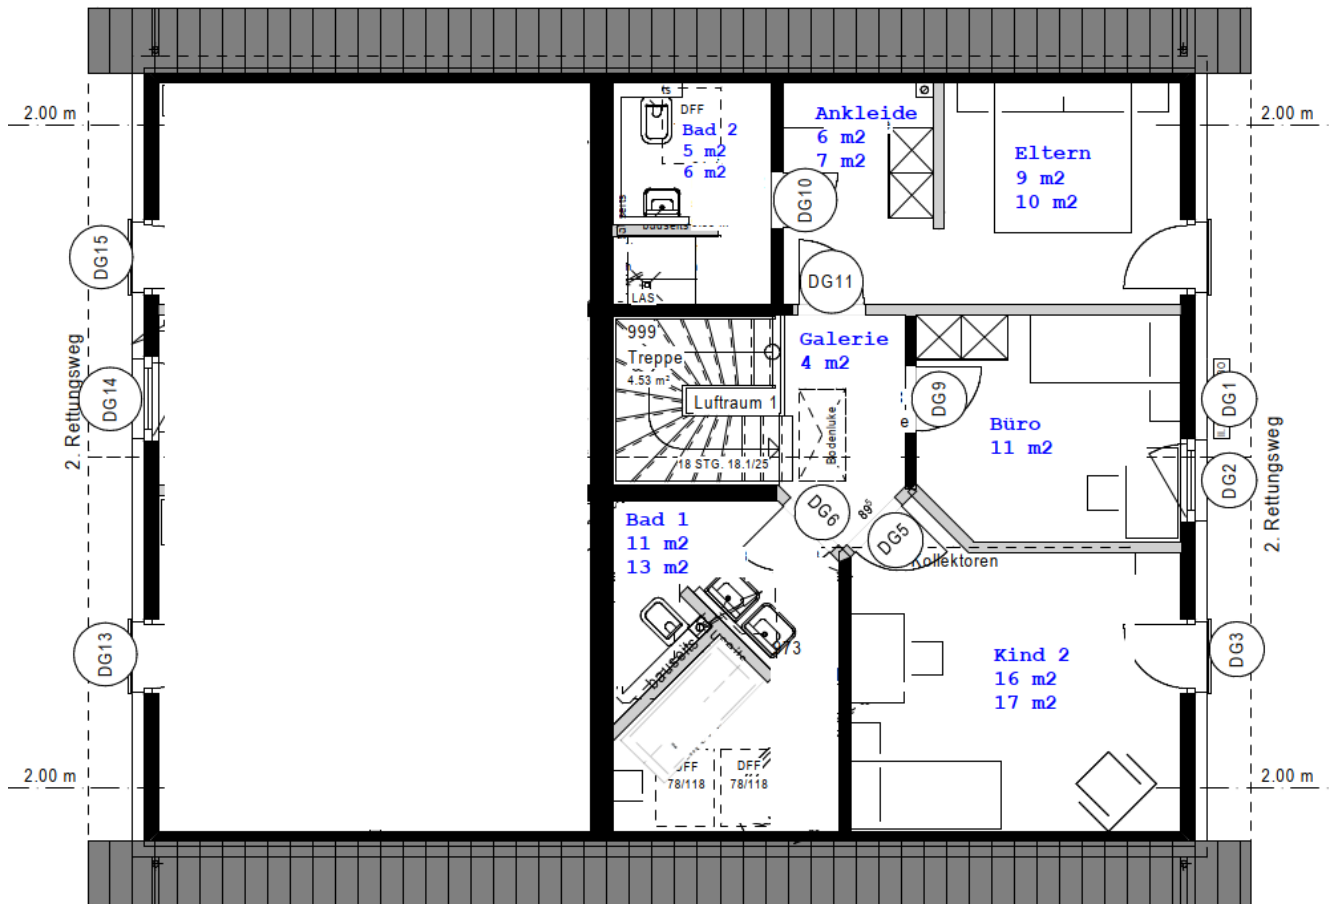 2.00 m
2.00 m
ts
DFF
Bad 2
5 m2
6 m2
Ankleide
6 m2
7 m2
Eltern
9 m2
10 m2
DG10
DG15
DG11
LAS
999
Treppe
4.53 m²
Luftraum 1
18 STG. 18.1/25
Galerie
4 m2
Bodenluke
e
DG9
Büro
11 m2
DG1
DG2
2. Rettungsweg
DG14
2. Rettungsweg
DG6
89⁵
DG5
Kollektoren
Bad 1
11 m2
13 m2
bauseits
73
DFF
78/118
DFF
78/118
DG13
Kind 2
16 m2
17 m2
DG3
2.00 m
2.00 m